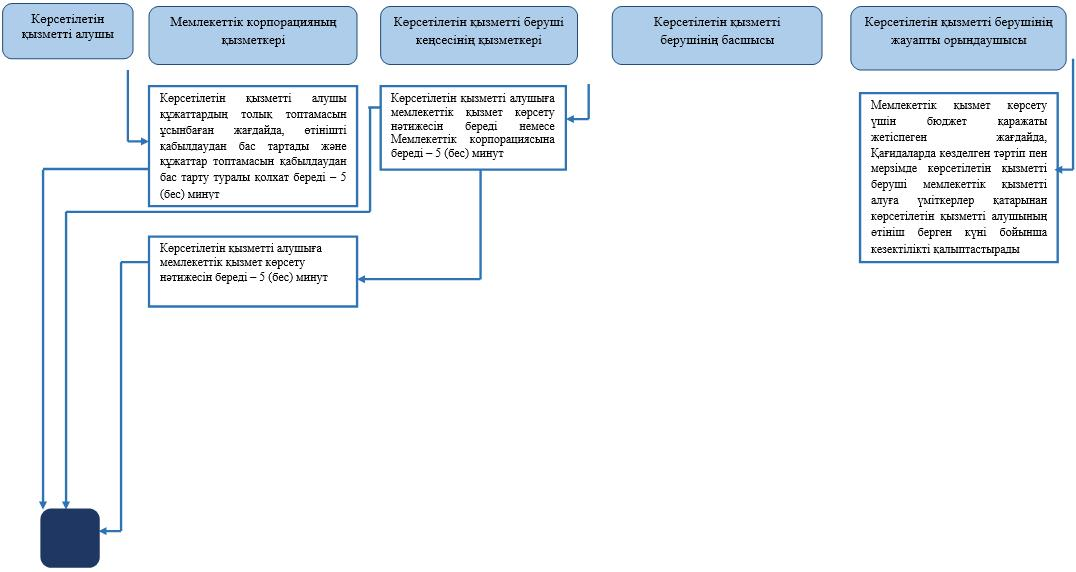 Көрсетілетін
қызметті алушы
Мемлекеттік корпорацияның
қызметкері
Көрсетілетін қызметті беруші
кеңсесінің қызметкері
Көрсетілетін қызметті
берушінің басшысы
Көрсетілетін қызметті берушінің
жауапты орындаушысы
Көрсетілетін қызметті алушы
құжаттардың толық топтамасын
ұсынбаған жағдайда, өтінішті
қабылдаудан бас тартады және
құжаттар топтамасын қабылдаудан
бас тарту туралы қолхат береді – 5
(бес) минут
Көрсетілетін қызметті алушыға
мемлекеттік қызмет көрсету
нәтижесін береді немесе
Мемлекеттік корпорациясына
береді – 5 (бес) минут
Мемлекеттік қызмет көрсету
үшін бюджет қаражаты
жетіспеген жағдайда,
Қағидаларда көзделген тәртіп пен
мерзімде көрсетілетін қызметті
беруші мемлекеттік қызметті
алуға үміткерлер қатарынан
көрсетілетін қызметті алушының
өтініш берген күні бойынша
кезектілікті қалыптастырады
Көрсетілетін қызметті алушыға
мемлекеттік қызмет көрсету
нәтижесін береді – 5 (бес) минут